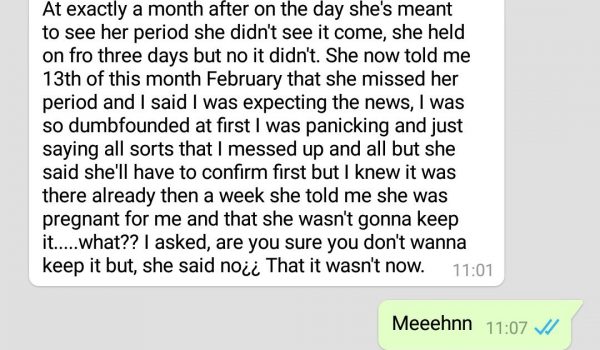 At exactly a month after on the day she's meant
to see her period she didn't see it come, she held
on fro three days but no it didn't. She now told me
13th of this month February that she missed her
period and I said I was expecting the news, I was
so dumbfounded at first I was panicking and just
saying all sorts that I messed up and all but she
said she'll have to confirm first but I knew it was
there already then a week she told me she was
pregnant for me and that she wasn't gonna keep
it.....what?? I asked, are you sure you don't wanna
keep it but, she said no¿¿ That it wasn't now. 11:01
Meeehnn 11:07